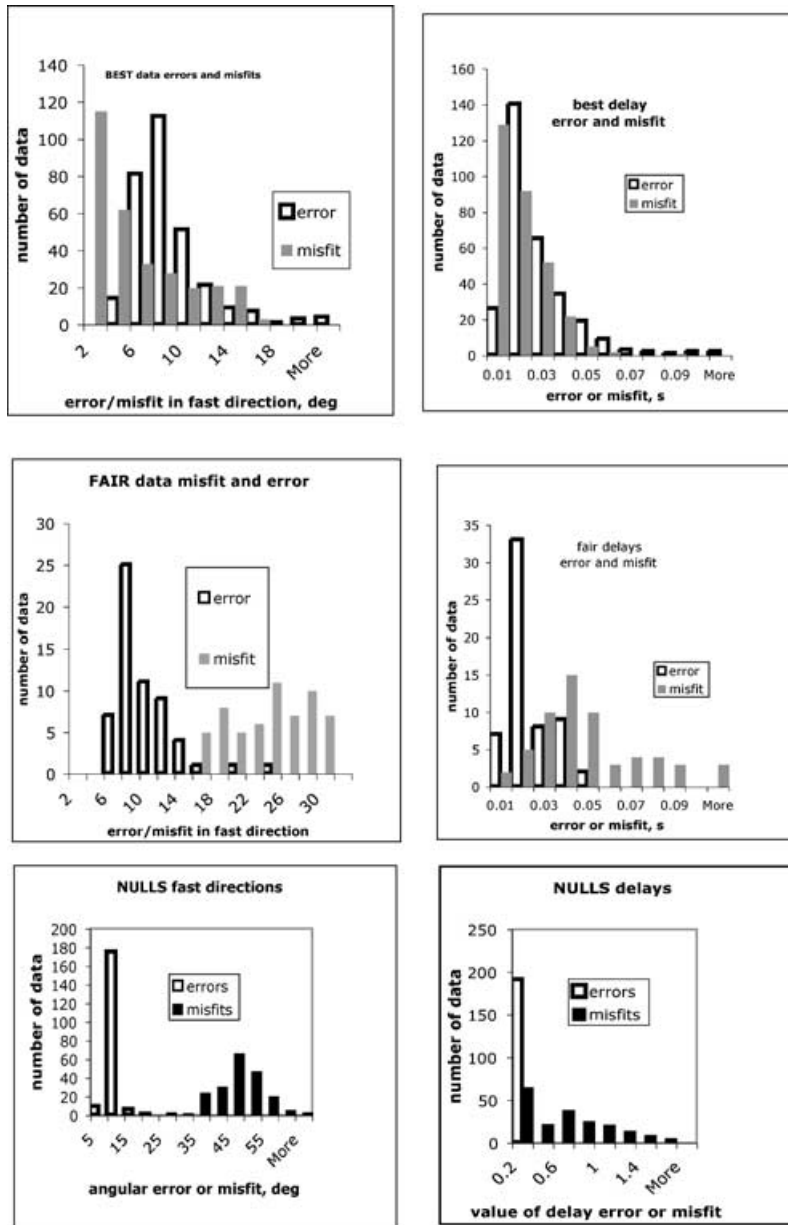 BEST data errors and misfits
number of data
140
120
100
80
60
40
20
0
error
misfit
2 6 10 14 18 More
error/misfit in fast direction, deg
best delay
error and misfit
number of data
160
140
120
100
80
60
40
20
0
error
misfit
0.01 0.03 0.05 0.07 0.09 More
error or misfit, s
FAIR data misfit and error
number of data
30
25
20
15
10
5
0
error
misfit
2 6 10 14 18 22 26 30
error/misfit in fast direction
fair delays
error and misfit
number of data
35
30
25
20
15
10
5
0
error
misfit
0.01 0.03 0.05 0.07 0.09 More
error or misfit, s
NULLS fast directions
number of data
200
180
160
140
120
100
80
60
40
20
0
errors
misfits
5 15 25 35 45 55 More
angular error or misfit, deg
NULLS delays
number of data
250
200
150
100
50
0
errors
misfits
0.2 0.6 1 1.4 More
value of delay error or misfit